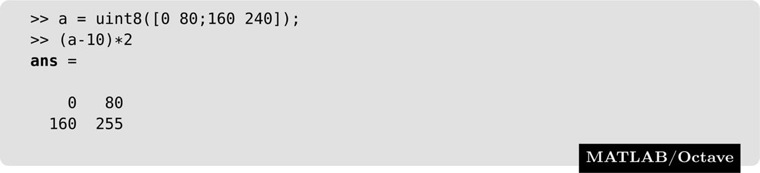 >> a = uint8([0 80;160 240]);
>> (a-10)*2
ans =
0 80
160 255
MATLAB/Octave